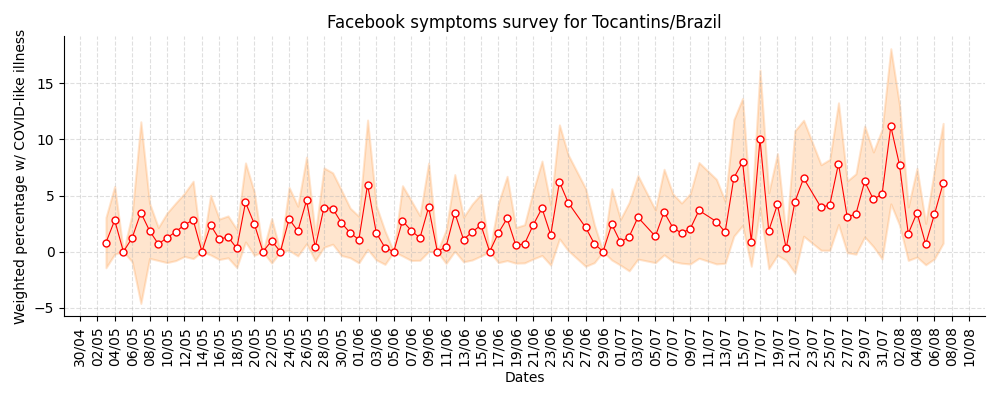 Facebook symptoms survey for Tocantins/Brazil
Weighted percentage w/ COVID-like illness
15
10
5
0
−5
30/04 02/05 04/05 06/05 08/05 10/05 12/05 14/05 16/05 18/05 20/05 22/05 24/05 26/05 28/05 30/05 01/06 03/06 05/06 07/06 09/06 11/06 13/06 15/06 17/06 19/06 21/06 23/06 25/06 27/06 29/06 01/07 03/07 05/07 07/07 09/07 11/07 13/07 15/07 17/07 19/07 21/07 23/07 25/07 27/07 29/07 31/07 02/08 04/08 06/08 08/08 10/08
Dates